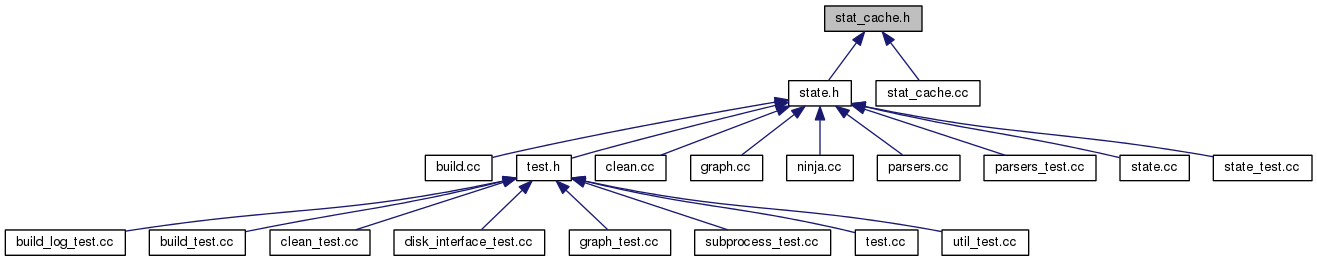 stat_cache.h
state.h
stat_cache.cc
build.cc
test.h
clean.cc
graph.cc
ninja.cc
parsers.cc
parsers_test.cc
state.cc
state_test.cc
build_log_test.cc
build_test.cc
clean_test.cc
disk_interface_test.cc
graph_test.cc
subprocess_test.cc
test.cc
util_test.cc